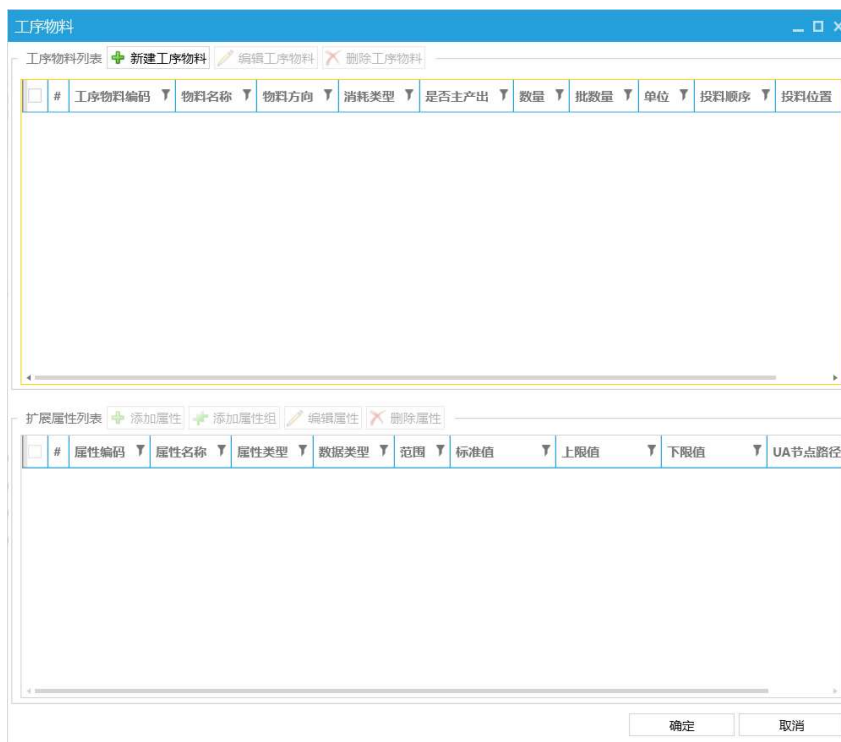 工序物料
工序物料列表 新建工序物料 编辑工序物料 删除工序物料
# 工序物料编码 物料名称 物料方向 消耗类型 是否主产出 数量 批数量 单位 投料顺序 投料位置
扩展属性列表 添加属性 添加属性组 编辑属性 删除属性
# 属性编码 属性名称 属性类型 数据类型 范围 标准值 上限值 下限值 UA节点路径
确定 取消